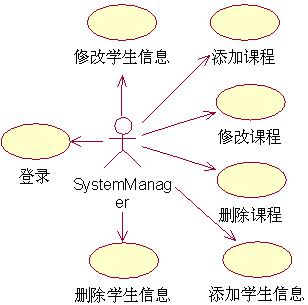 修改学生信息
添加课程
修改课程
登录
SystemManag
er
删除课程
删除学生信息
添加学生信息